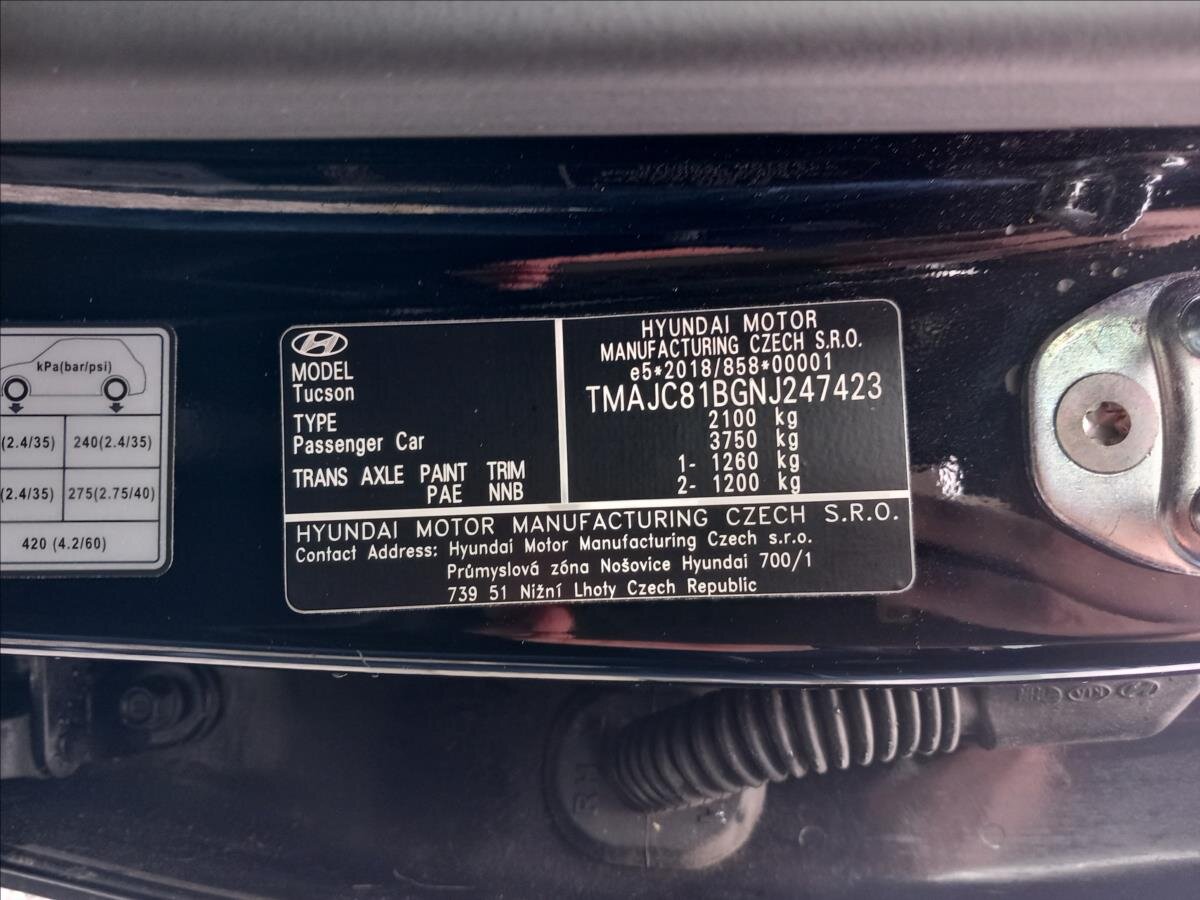 kPa(bar/psi)
(2.4/35) 240(2.4/35)
(2.4/35) 275(2.75/40)
420 (4.2/60)
MODEL
Tucson
TYPE
Passenger Car
TRANS AXLE PAINT TRIM
PAE NNB
HYUNDAI MOTOR
MANUFACTURING CZECH S.R.O.
e5*2018/858*00001
TMAJC81BGNJ247423
2100 kg
3750 kg
1- 1260 kg
2- 1200 kg
HYUNDAI MOTOR MANUFACTURING CZECH S.R.O.
Contact Address: Hyundai Motor Manufacturing Czech s.r.o.
Průmyslová zóna Nošovice Hyundai 700/1
739 51 Nižní Lhoty Czech Republic
RH